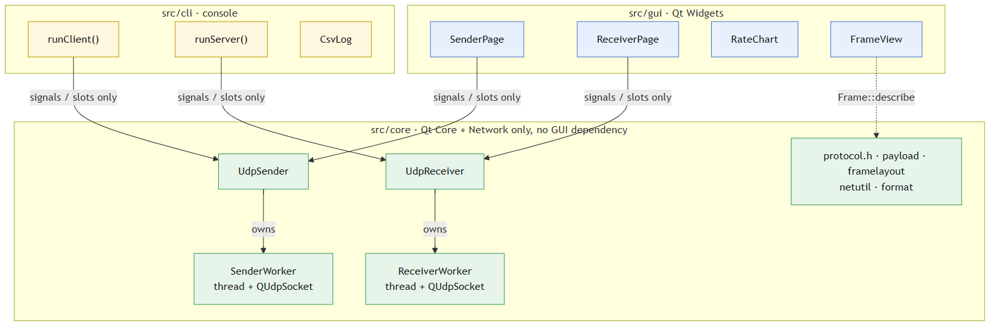 src/cli · console
src/gui · Qt Widgets
runClient()
runServer()
CsvLog
SenderPage
ReceiverPage
RateChart
FrameView
signals / slots only
signals / slots only
signals / slots only
signals / slots only
Frame::describe
src/core · Qt Core + Network only, no GUI dependency
UdpSender
UdpReceiver
protocol.h · payload ·
framelayout
netutil · format
owns
owns
SenderWorker
thread + QUdpSocket
ReceiverWorker
thread + QUdpSocket